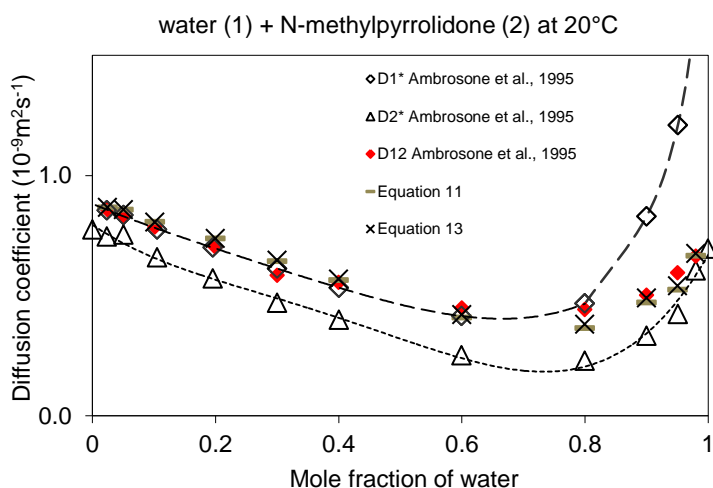 water (1) + N-methylpyrrolidone (2) at 20°C
Diffusion coefficient (10⁻⁹m²s⁻¹)
D1* Ambrosone et al., 1995
D2* Ambrosone et al., 1995
D12 Ambrosone et al., 1995
Equation 11
Equation 13
1.0
0.0
0 0.2 0.4 0.6 0.8 1
Mole fraction of water